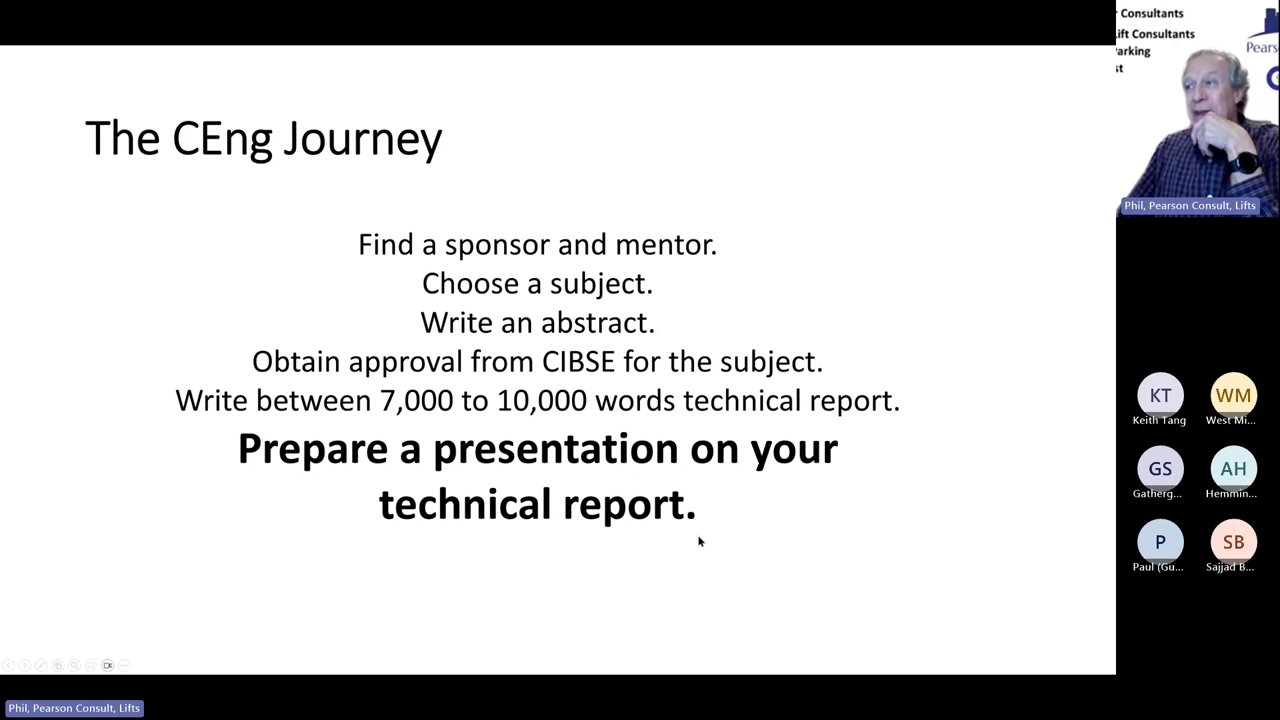 The CEng Journey
Find a sponsor and mentor.
Choose a subject.
Write an abstract.
Obtain approval from CIBSE for the subject.
Write between 7,000 to 10,000 words technical report.
Prepare a presentation on your
technical report.
Consultants
ift Consultants
arking
st
Pears
Phil, Pearson Consult, Lifts
KT
WM
Keith Tang
West Mi...
GS
AH
Gatherg...
Hemmin...
P
SB
Paul (Gu...
Sajjad B...
Phil, Pearson Consult, Lifts